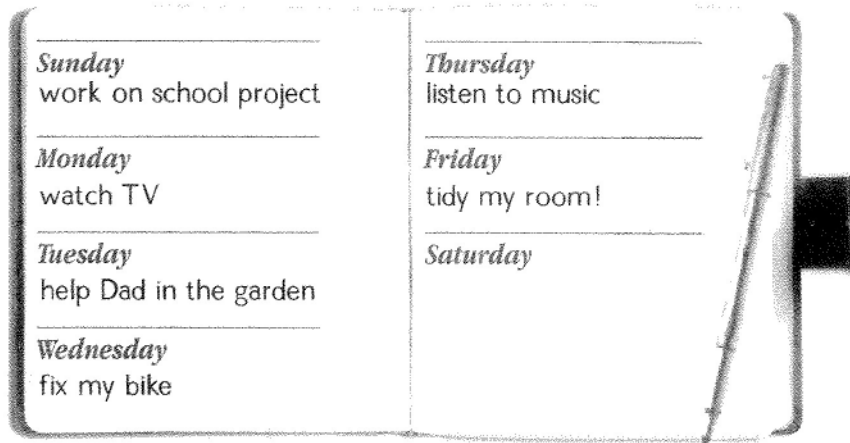 Sunday
work on school project
Monday
watch TV
Tuesday
help Dad in the garden
Wednesday
fix my bike
Thursday
listen to music
Friday
tidy my room!
Saturday